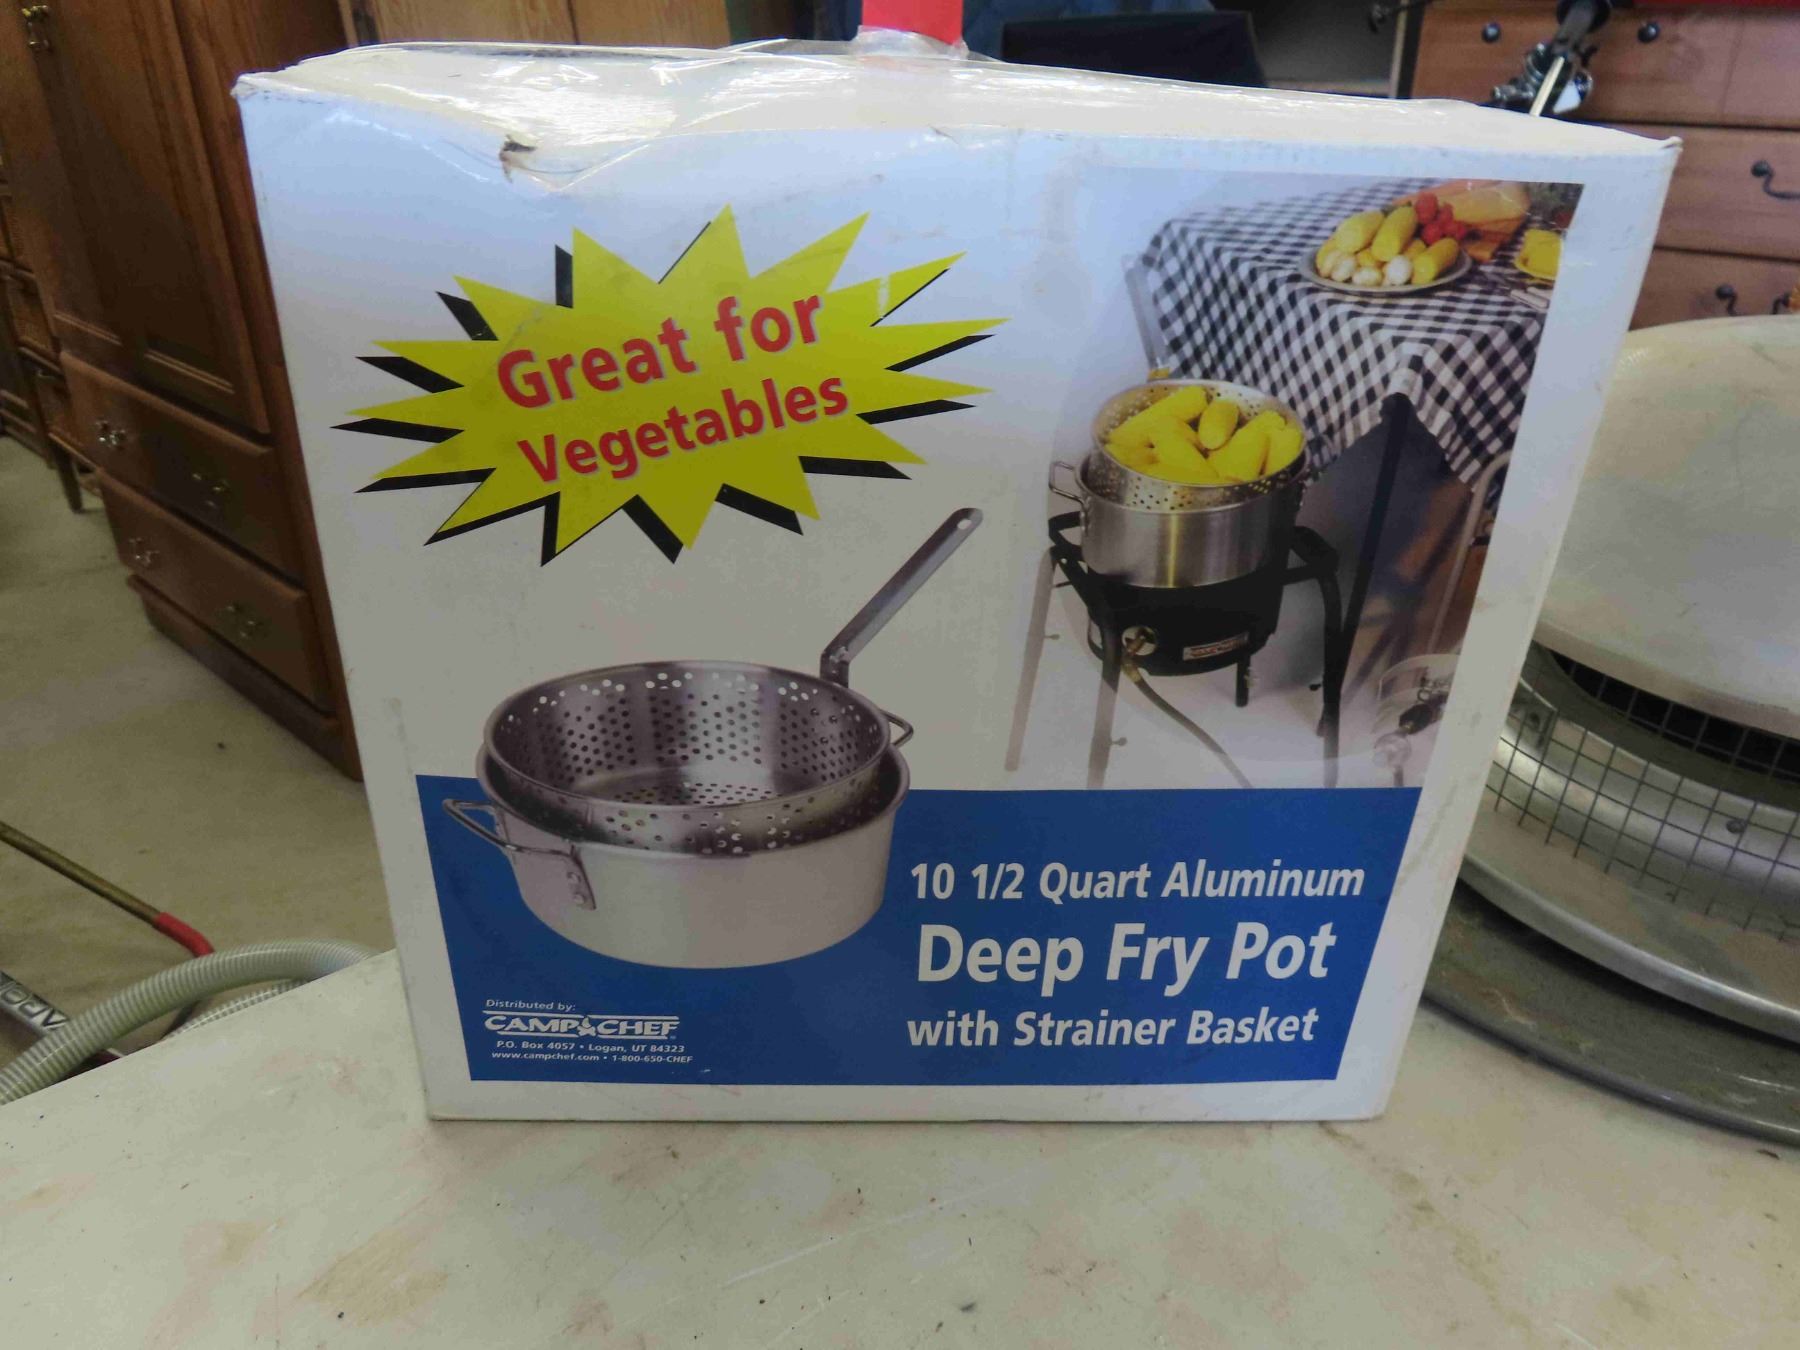 Great for
Vegetables
10 1/2 Quart Aluminum
Deep Fry Pot
with Strainer Basket
Distributed by:
CAMP CHEF
P.O. Box 4057 • Logan, UT 84323
www.campchef.com • 1-800-650-CHEF